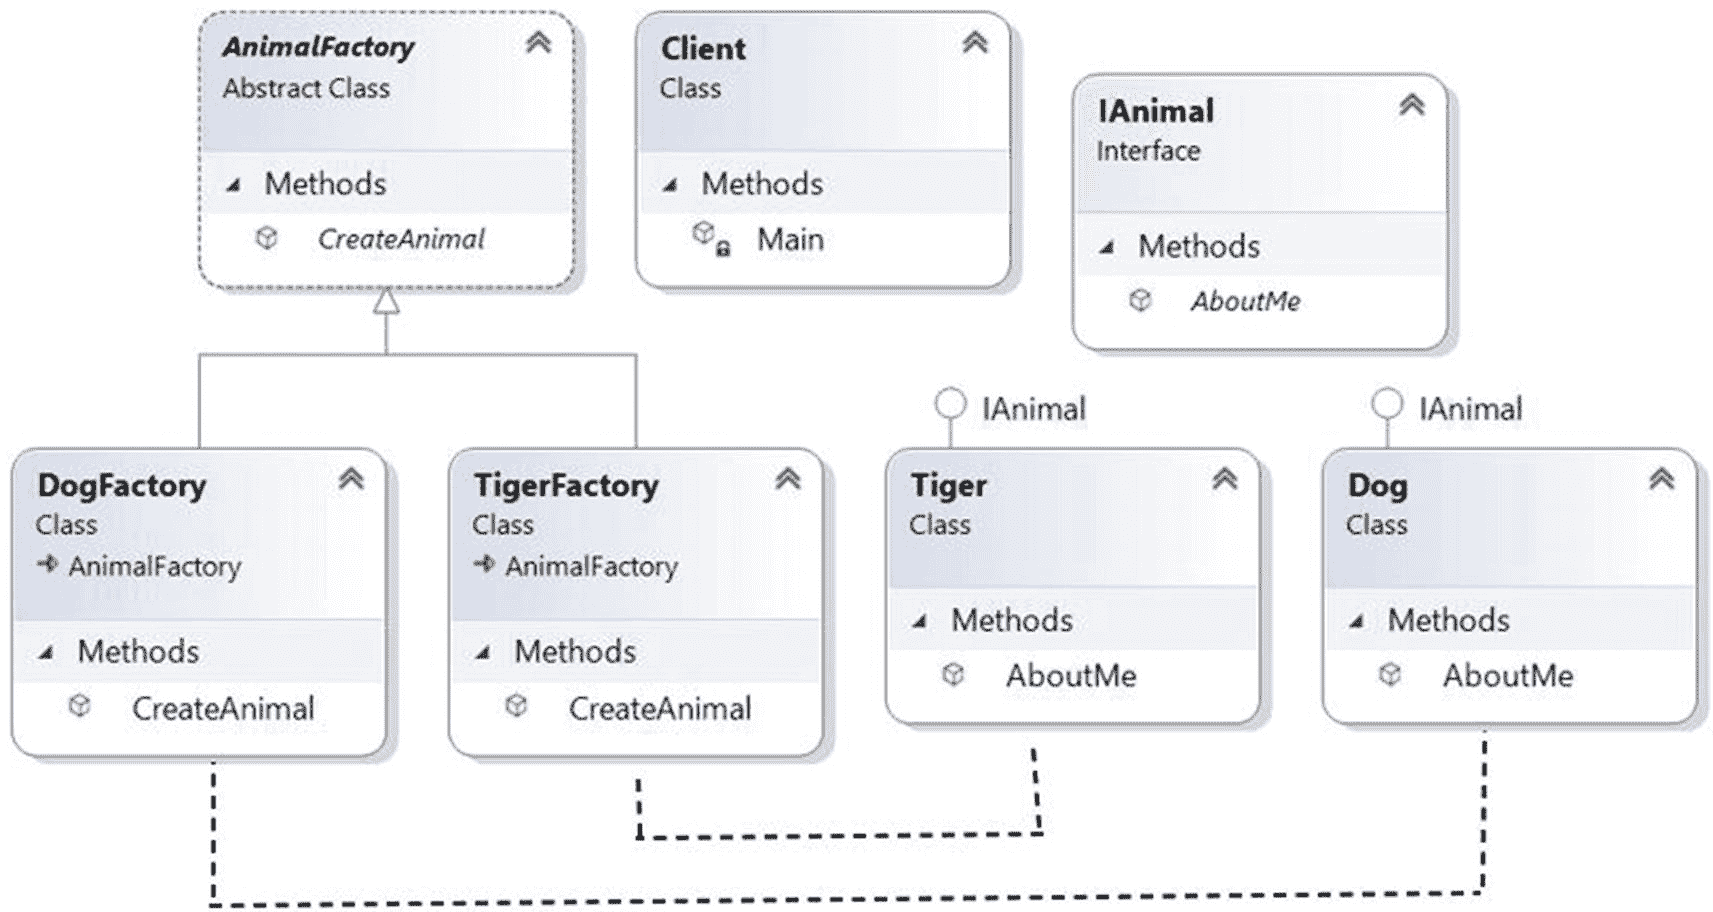 AnimalFactory
Abstract Class
Methods
CreateAnimal
Client
Class
Methods
Main
IAnimal
Interface
Methods
AboutMe
DogFactory
Class
AnimalFactory
Methods
CreateAnimal
TigerFactory
Class
AnimalFactory
Methods
CreateAnimal
IAnimal
Tiger
Class
Methods
AboutMe
IAnimal
Dog
Class
Methods
AboutMe